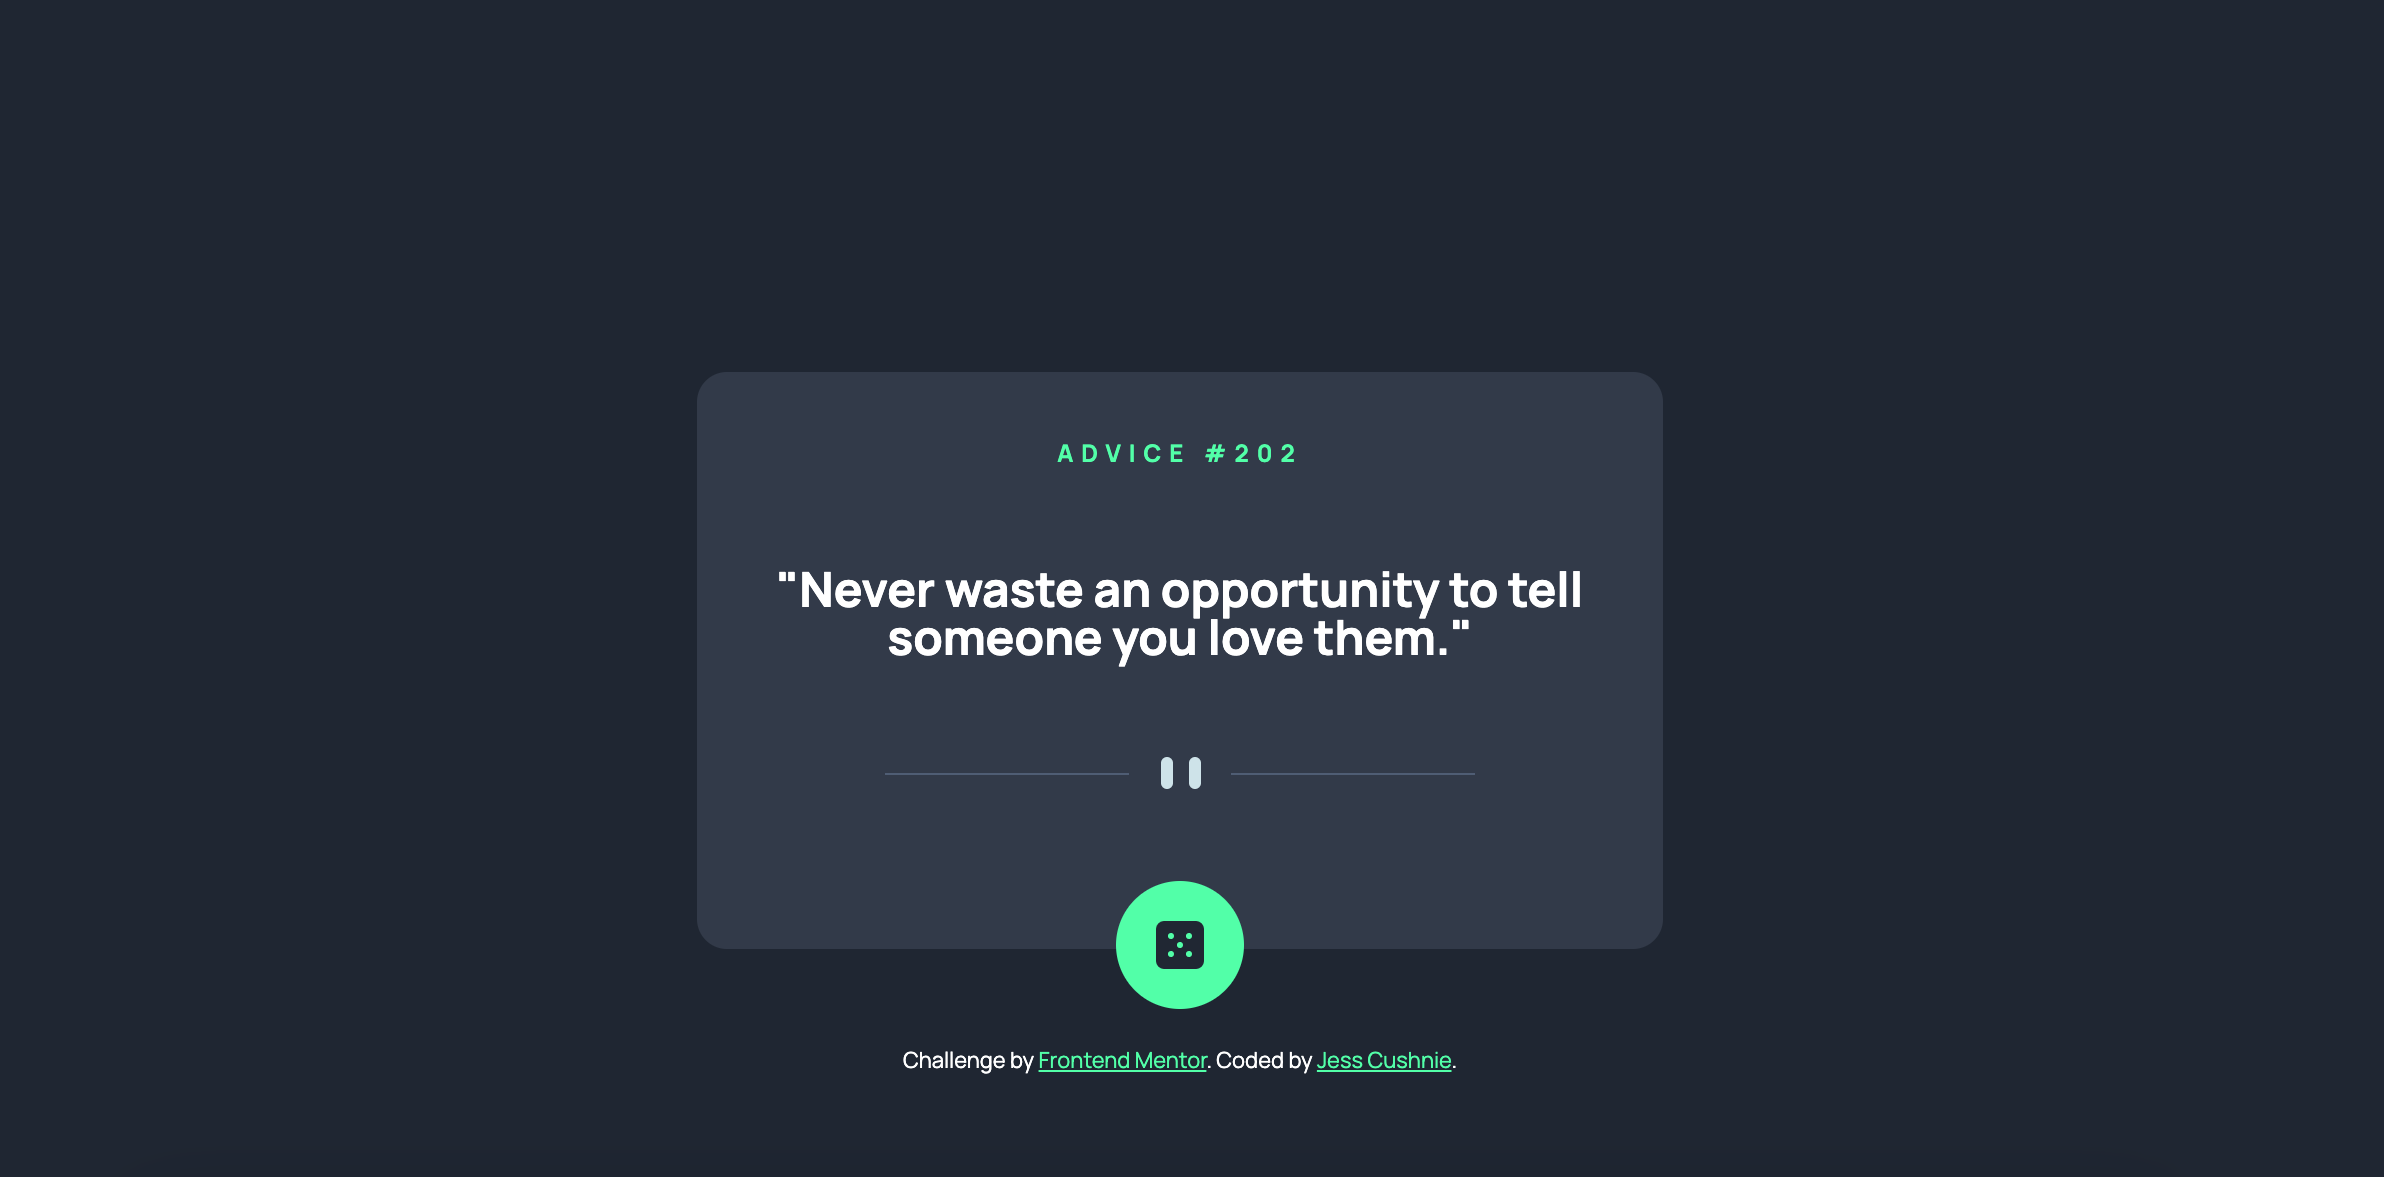 ADVICE #202
"Never waste an opportunity to tell
someone you love them."
Challenge by Frontend Mentor. Coded by Jess Cushnie.